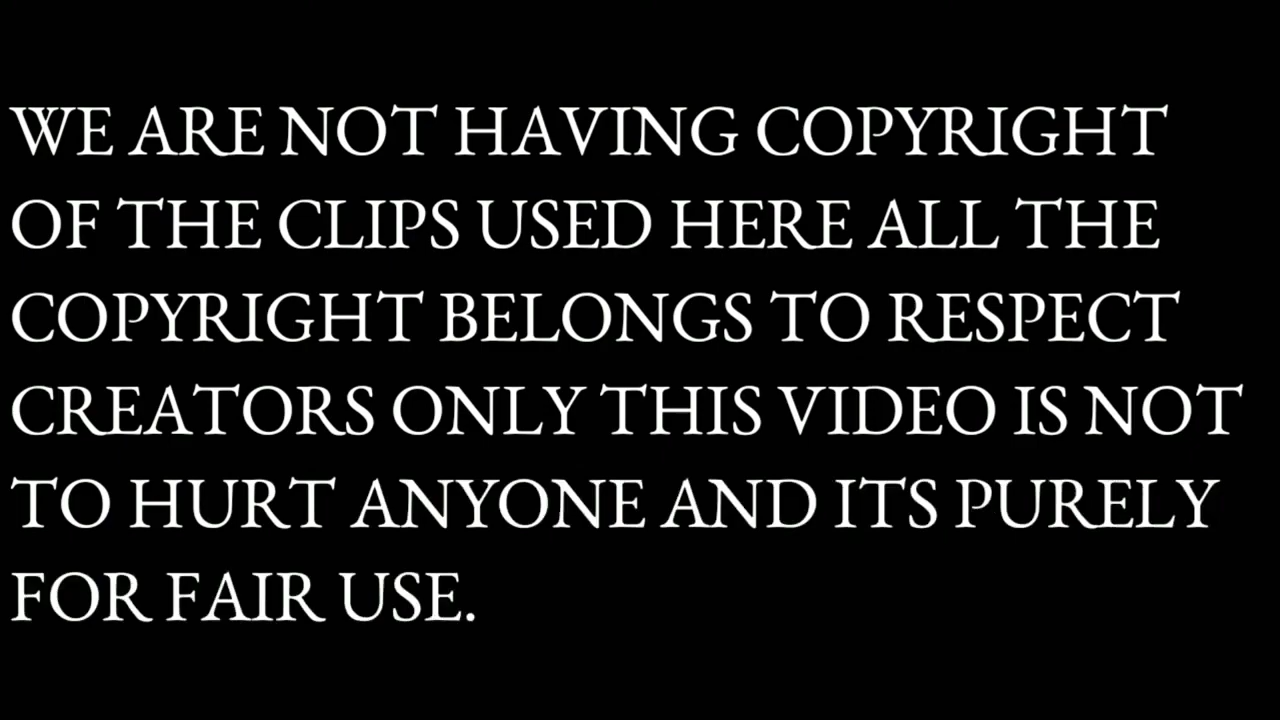 WE ARE NOT HAVING COPYRIGHT
OF THE CLIPS USED HERE ALL THE
COPYRIGHT BELONGS TO RESPECT
CREATORS ONLY THIS VIDEO IS NOT
TO HURT ANYONE AND ITS PURELY
FOR FAIR USE.